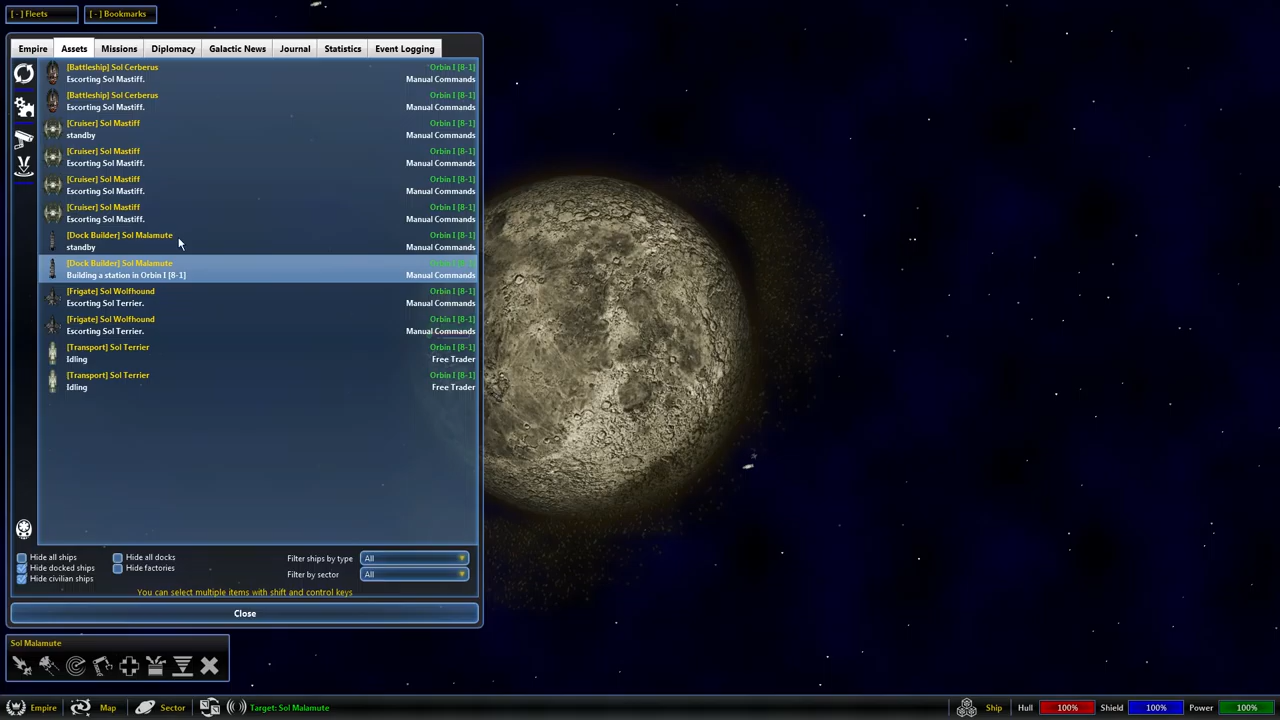 [ - ] Fleets
[ - ] Bookmarks
Empire Assets Missions Diplomacy Galactic News Journal Statistics Event Logging
[Battleship] Sol Cerberus Orbin I [8-1]
Escorting Sol Mastiff. Manual Commands
[Battleship] Sol Cerberus Orbin I [8-1]
Escorting Sol Mastiff. Manual Commands
[Cruiser] Sol Mastiff Orbin I [8-1]
standby Manual Commands
[Cruiser] Sol Mastiff Orbin I [8-1]
Escorting Sol Mastiff. Manual Commands
[Cruiser] Sol Mastiff Orbin I [8-1]
Escorting Sol Mastiff. Manual Commands
[Cruiser] Sol Mastiff Orbin I [8-1]
Escorting Sol Mastiff. Manual Commands
[Dock Builder] Sol Malamute Orbin I [8-1]
standby Manual Commands
[Dock Builder] Sol Malamute Orbin I [8-1]
Building a station in Orbin I [8-1] Manual Commands
[Frigate] Sol Wolfhound Orbin I [8-1]
Escorting Sol Terrier. Manual Commands
[Frigate] Sol Wolfhound Orbin I [8-1]
Escorting Sol Terrier. Manual Commands
[Transport] Sol Terrier Orbin I [8-1]
Idling Free Trader
[Transport] Sol Terrier Orbin I [8-1]
Idling Free Trader
Hide all ships Hide all docks Filter ships by type All
Hide docked ships Hide factories Filter by sector All
Hide civilian ships
You can select multiple items with shift and control keys
Close
Sol Malamute
Empire Map Sector Target: Sol Malamute Ship Hull 100% Shield 100% Power 100%